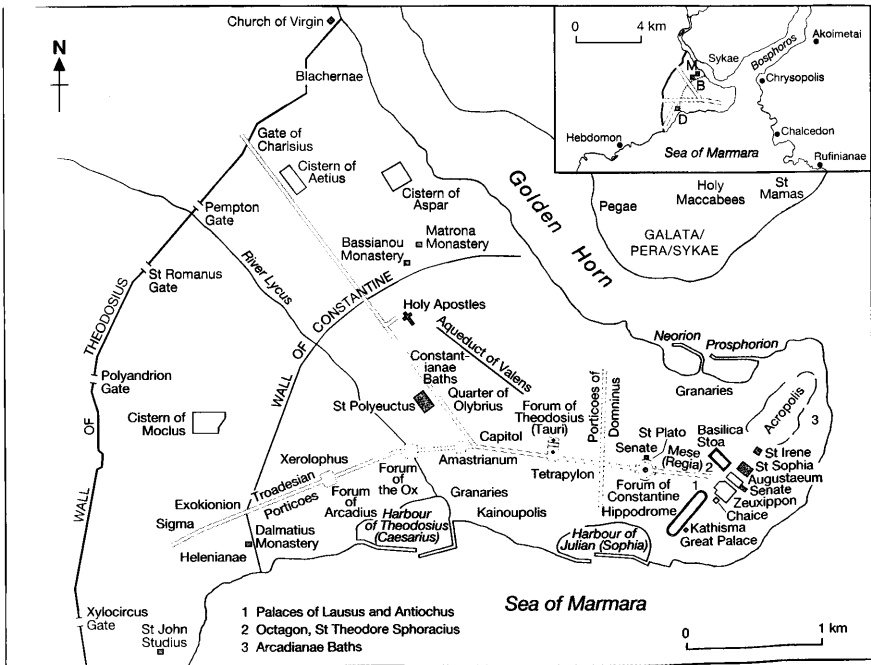 Church of Virgin
N
Blachernae
Gate of
Charisius
Cistern of
Aetius
Cistern of
Aspar
Pempton
Gate
Matrona
Monastery
Bassianou
Monastery
River Lycus
St Romanus
Gate
WALL OF CONSTANTINE
WALL OF THEODOSIUS
Holy Apostles
Aqueduct of Valens
Golden Horn
0 4 km
Sykae
Bosphoros
Akoimetai
M
B
D
Chrysopolis
Hebdomon
Chalcedon
Sea of Marmara
Rufinianae
Pegae
Holy
Maccabees
St
Mamas
GALATA/
PERA/SYKAE
Neorion
Prosphorion
Granaries
Acropolis
3
Polyandrion
Gate
Cistern of
Moclus
Constant-
ianae
Baths
St Polyeuctus
Quarter of
Olybrius
Forum of
Theodosius
(Tauri)
Porticoes of
Domninus
Capitol
St Plato
Senate
Mese
(Regia)
Basilica
Stoa
2
St Irene
St Sophia
Augustaeum
Senate
Zeuxippon
Chaice
1
Xerolophus
Amastrianum
Tetrapylon
Forum of
Constantine
Hippodrome
Kathisma
Great Palace
Troadesian
Porticoes
Forum
of
Arcadius
Forum
of
the Ox
Granaries
Kainoupolis
Exokionion
Sigma
Dalmatius
Monastery
Helenianae
Harbour
of Theodosius
(Caesarius)
Harbour of
Julian (Sophia)
Xylocircus
Gate
St John
Studius
Sea of Marmara
1 Palaces of Lausus and Antiochus
2 Octagon, St Theodore Sphoracius
3 Arcadianae Baths
0 1 km